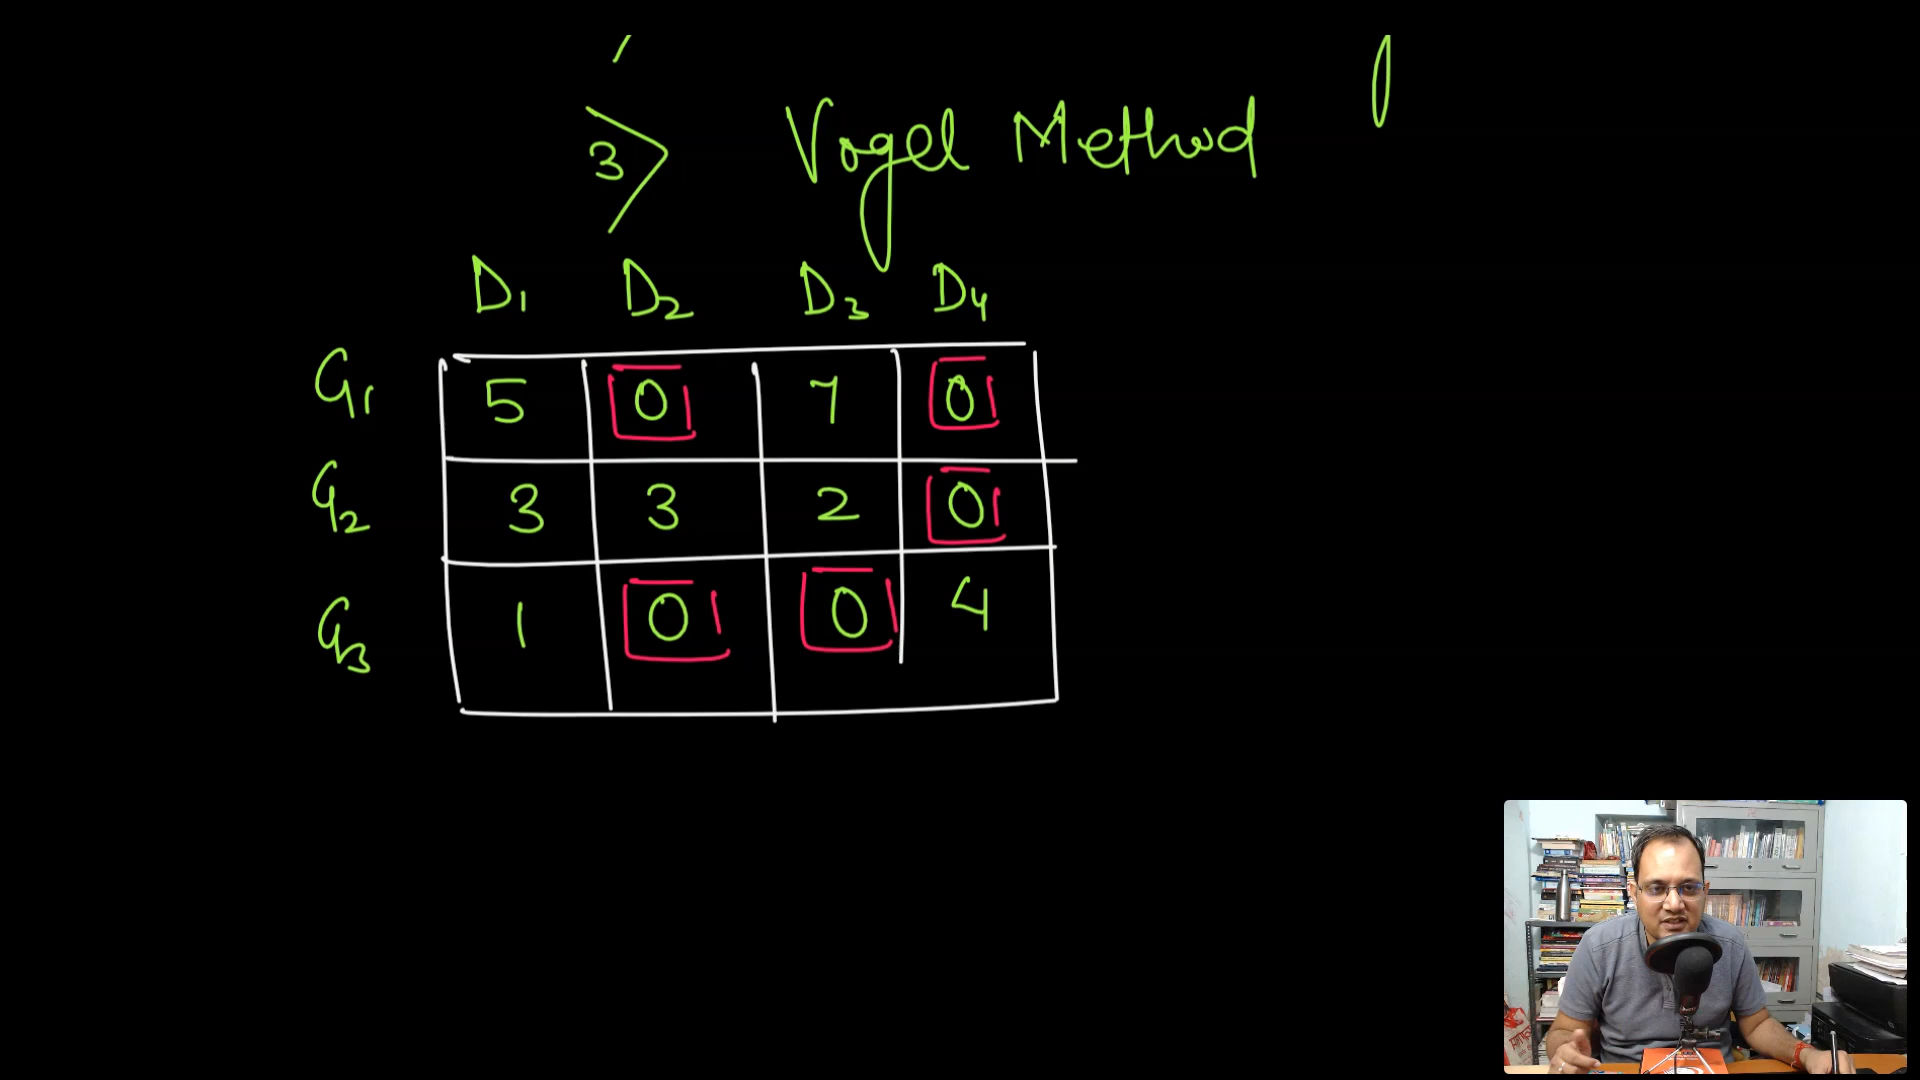 3> Vogel Method
D1 D2 D3 D4
G1 5 0 7 0
G2 3 3 2 0
G3 1 0 0 4